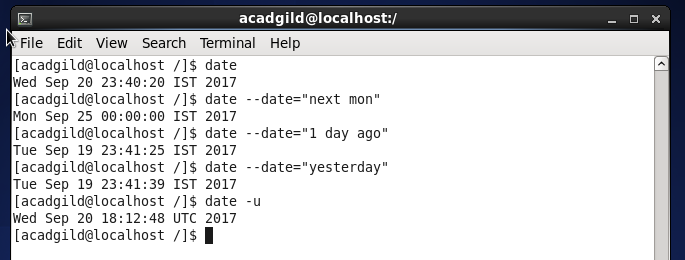 acadgild@localhost:/
File Edit View Search Terminal Help
[acadgild@localhost /]$ date
Wed Sep 20 23:40:20 IST 2017
[acadgild@localhost /]$ date --date="next mon"
Mon Sep 25 00:00:00 IST 2017
[acadgild@localhost /]$ date --date="1 day ago"
Tue Sep 19 23:41:25 IST 2017
[acadgild@localhost /]$ date --date="yesterday"
Tue Sep 19 23:41:39 IST 2017
[acadgild@localhost /]$ date -u
Wed Sep 20 18:12:48 UTC 2017
[acadgild@localhost /]$